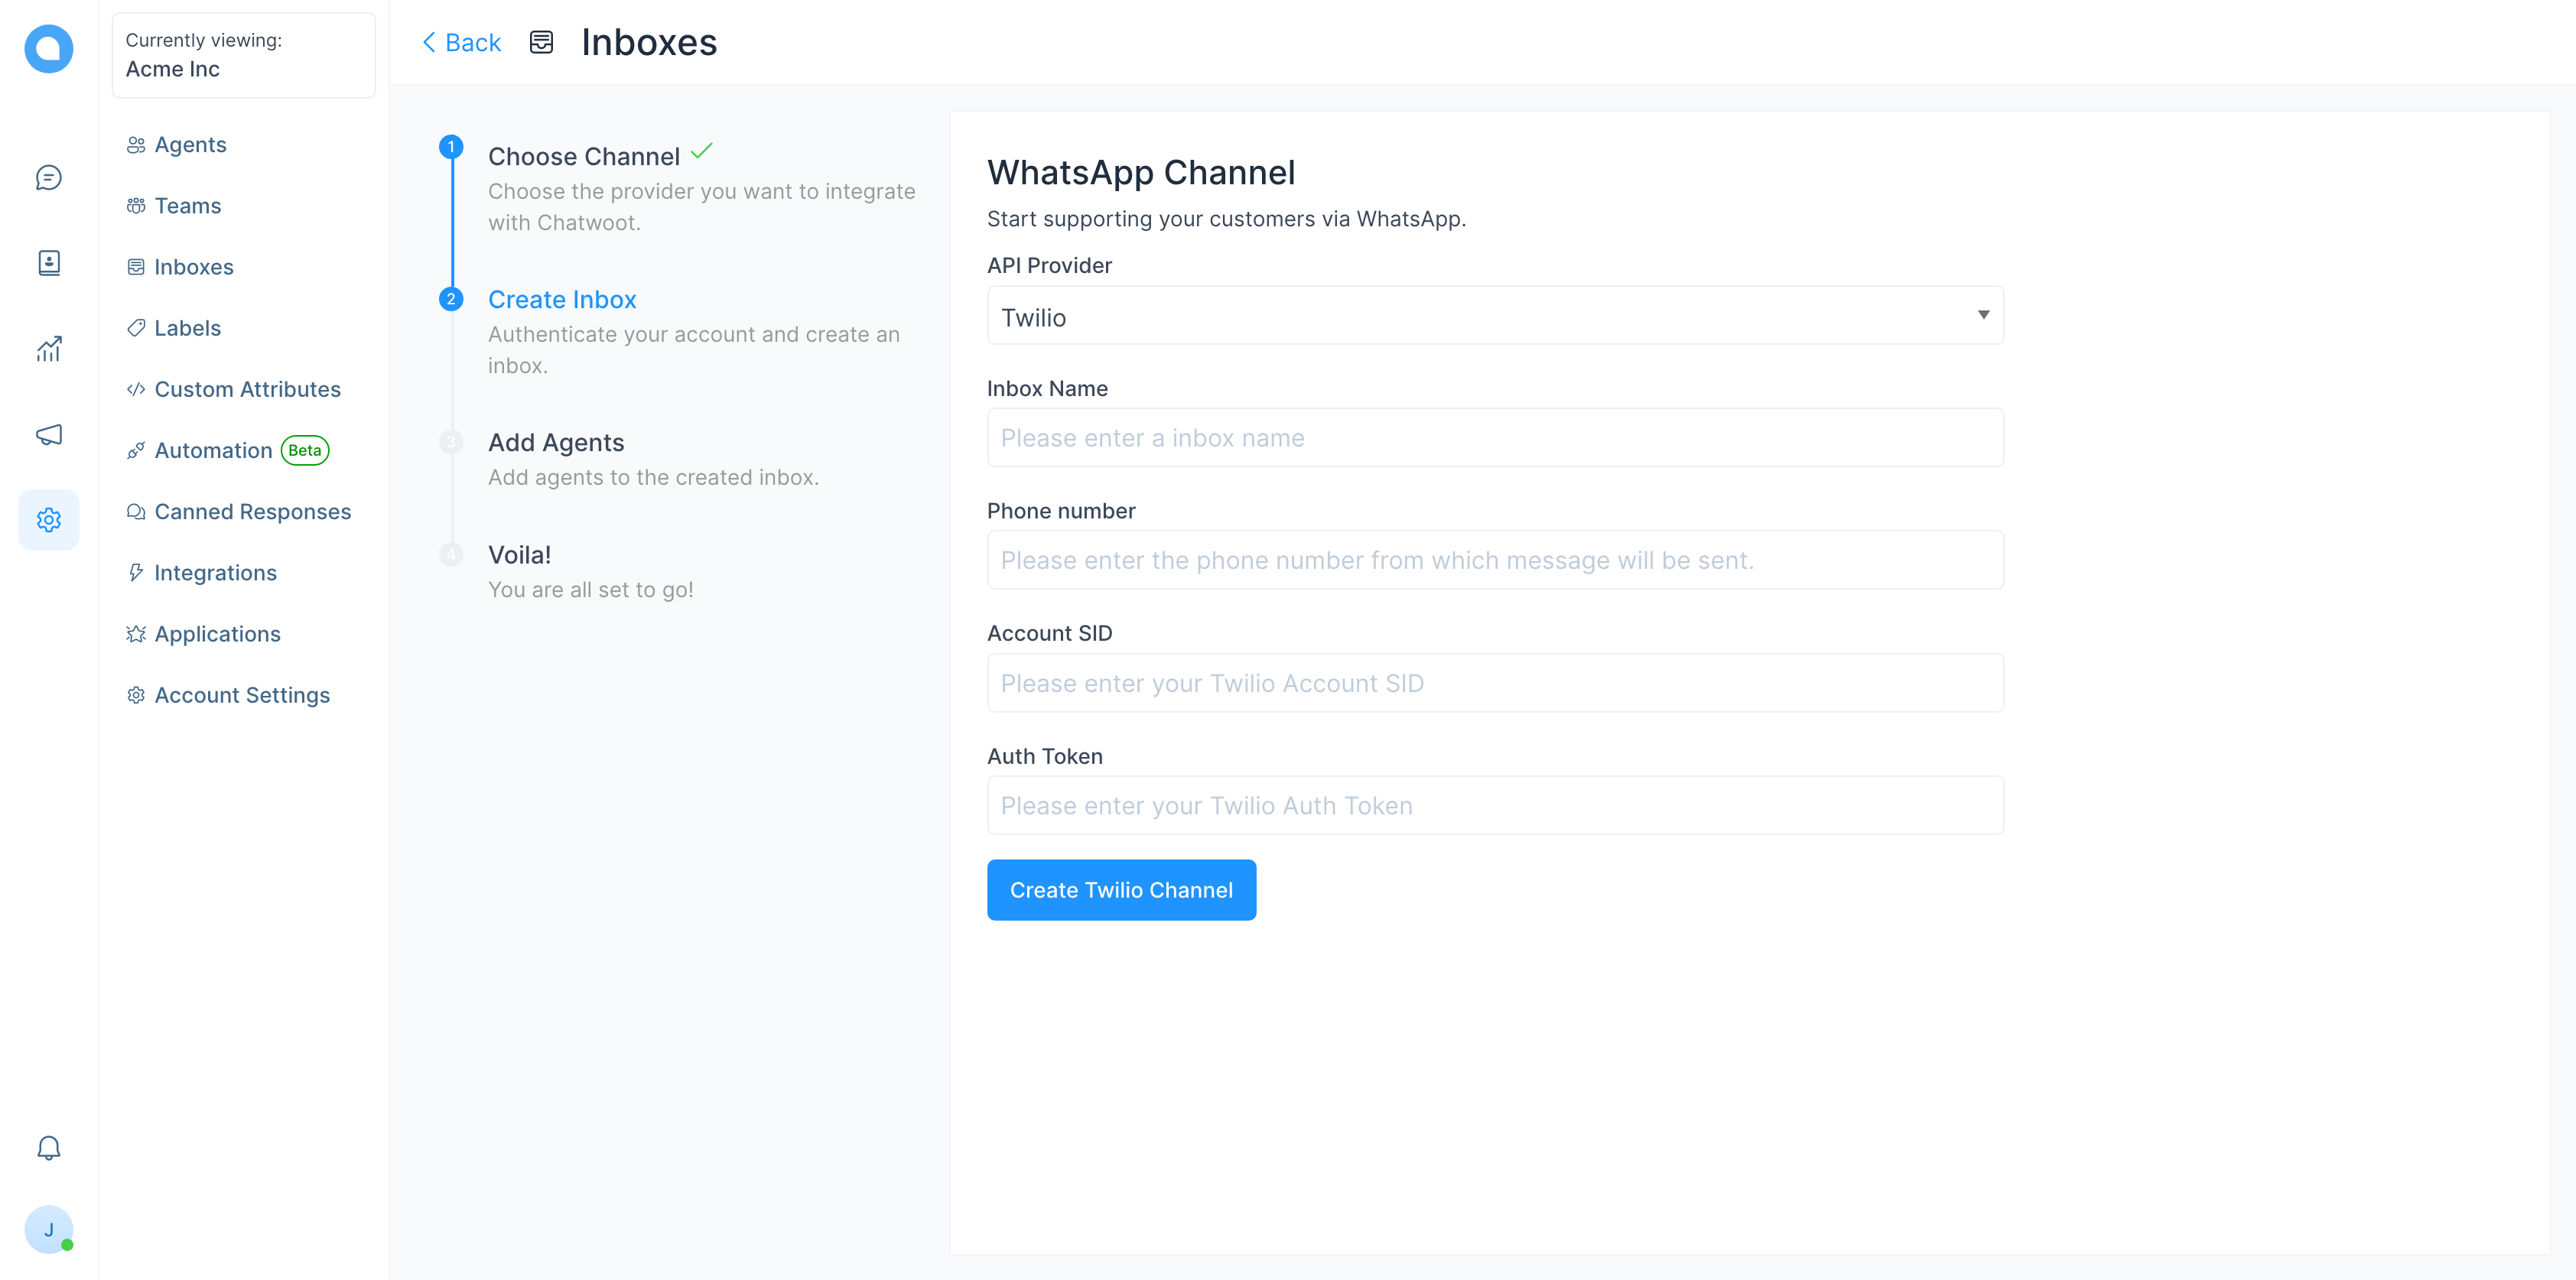 Currently viewing:
Acme Inc
Agents
Teams
Inboxes
Labels
Custom Attributes
Automation Beta
Canned Responses
Integrations
Applications
Account Settings
J
Back Inboxes
1 Choose Channel
Choose the provider you want to integrate
with Chatwoot.
2 Create Inbox
Authenticate your account and create an
inbox.
3 Add Agents
Add agents to the created inbox.
4 Voila!
You are all set to go!
WhatsApp Channel
Start supporting your customers via WhatsApp.
API Provider
Twilio
Inbox Name
Please enter a inbox name
Phone number
Please enter the phone number from which message will be sent.
Account SID
Please enter your Twilio Account SID
Auth Token
Please enter your Twilio Auth Token
Create Twilio Channel